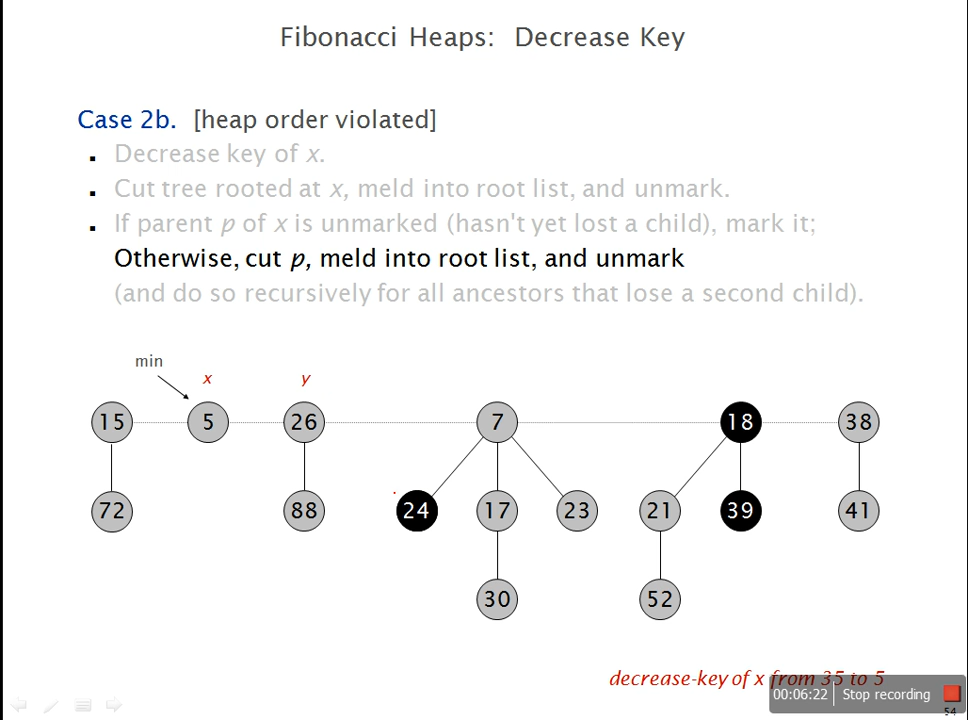 Fibonacci Heaps: Decrease Key
Case 2b. [heap order violated]
▪ Decrease key of x.
▪ Cut tree rooted at x, meld into root list, and unmark.
▪ If parent p of x is unmarked (hasn't yet lost a child), mark it;
Otherwise, cut p, meld into root list, and unmark
(and do so recursively for all ancestors that lose a second child).
min
x y
15 5 26 7 18 38
72 88 24 17 23 21 39 41
30 52
decrease-key of x from 35 to 5
00:06:22 Stop recording
54